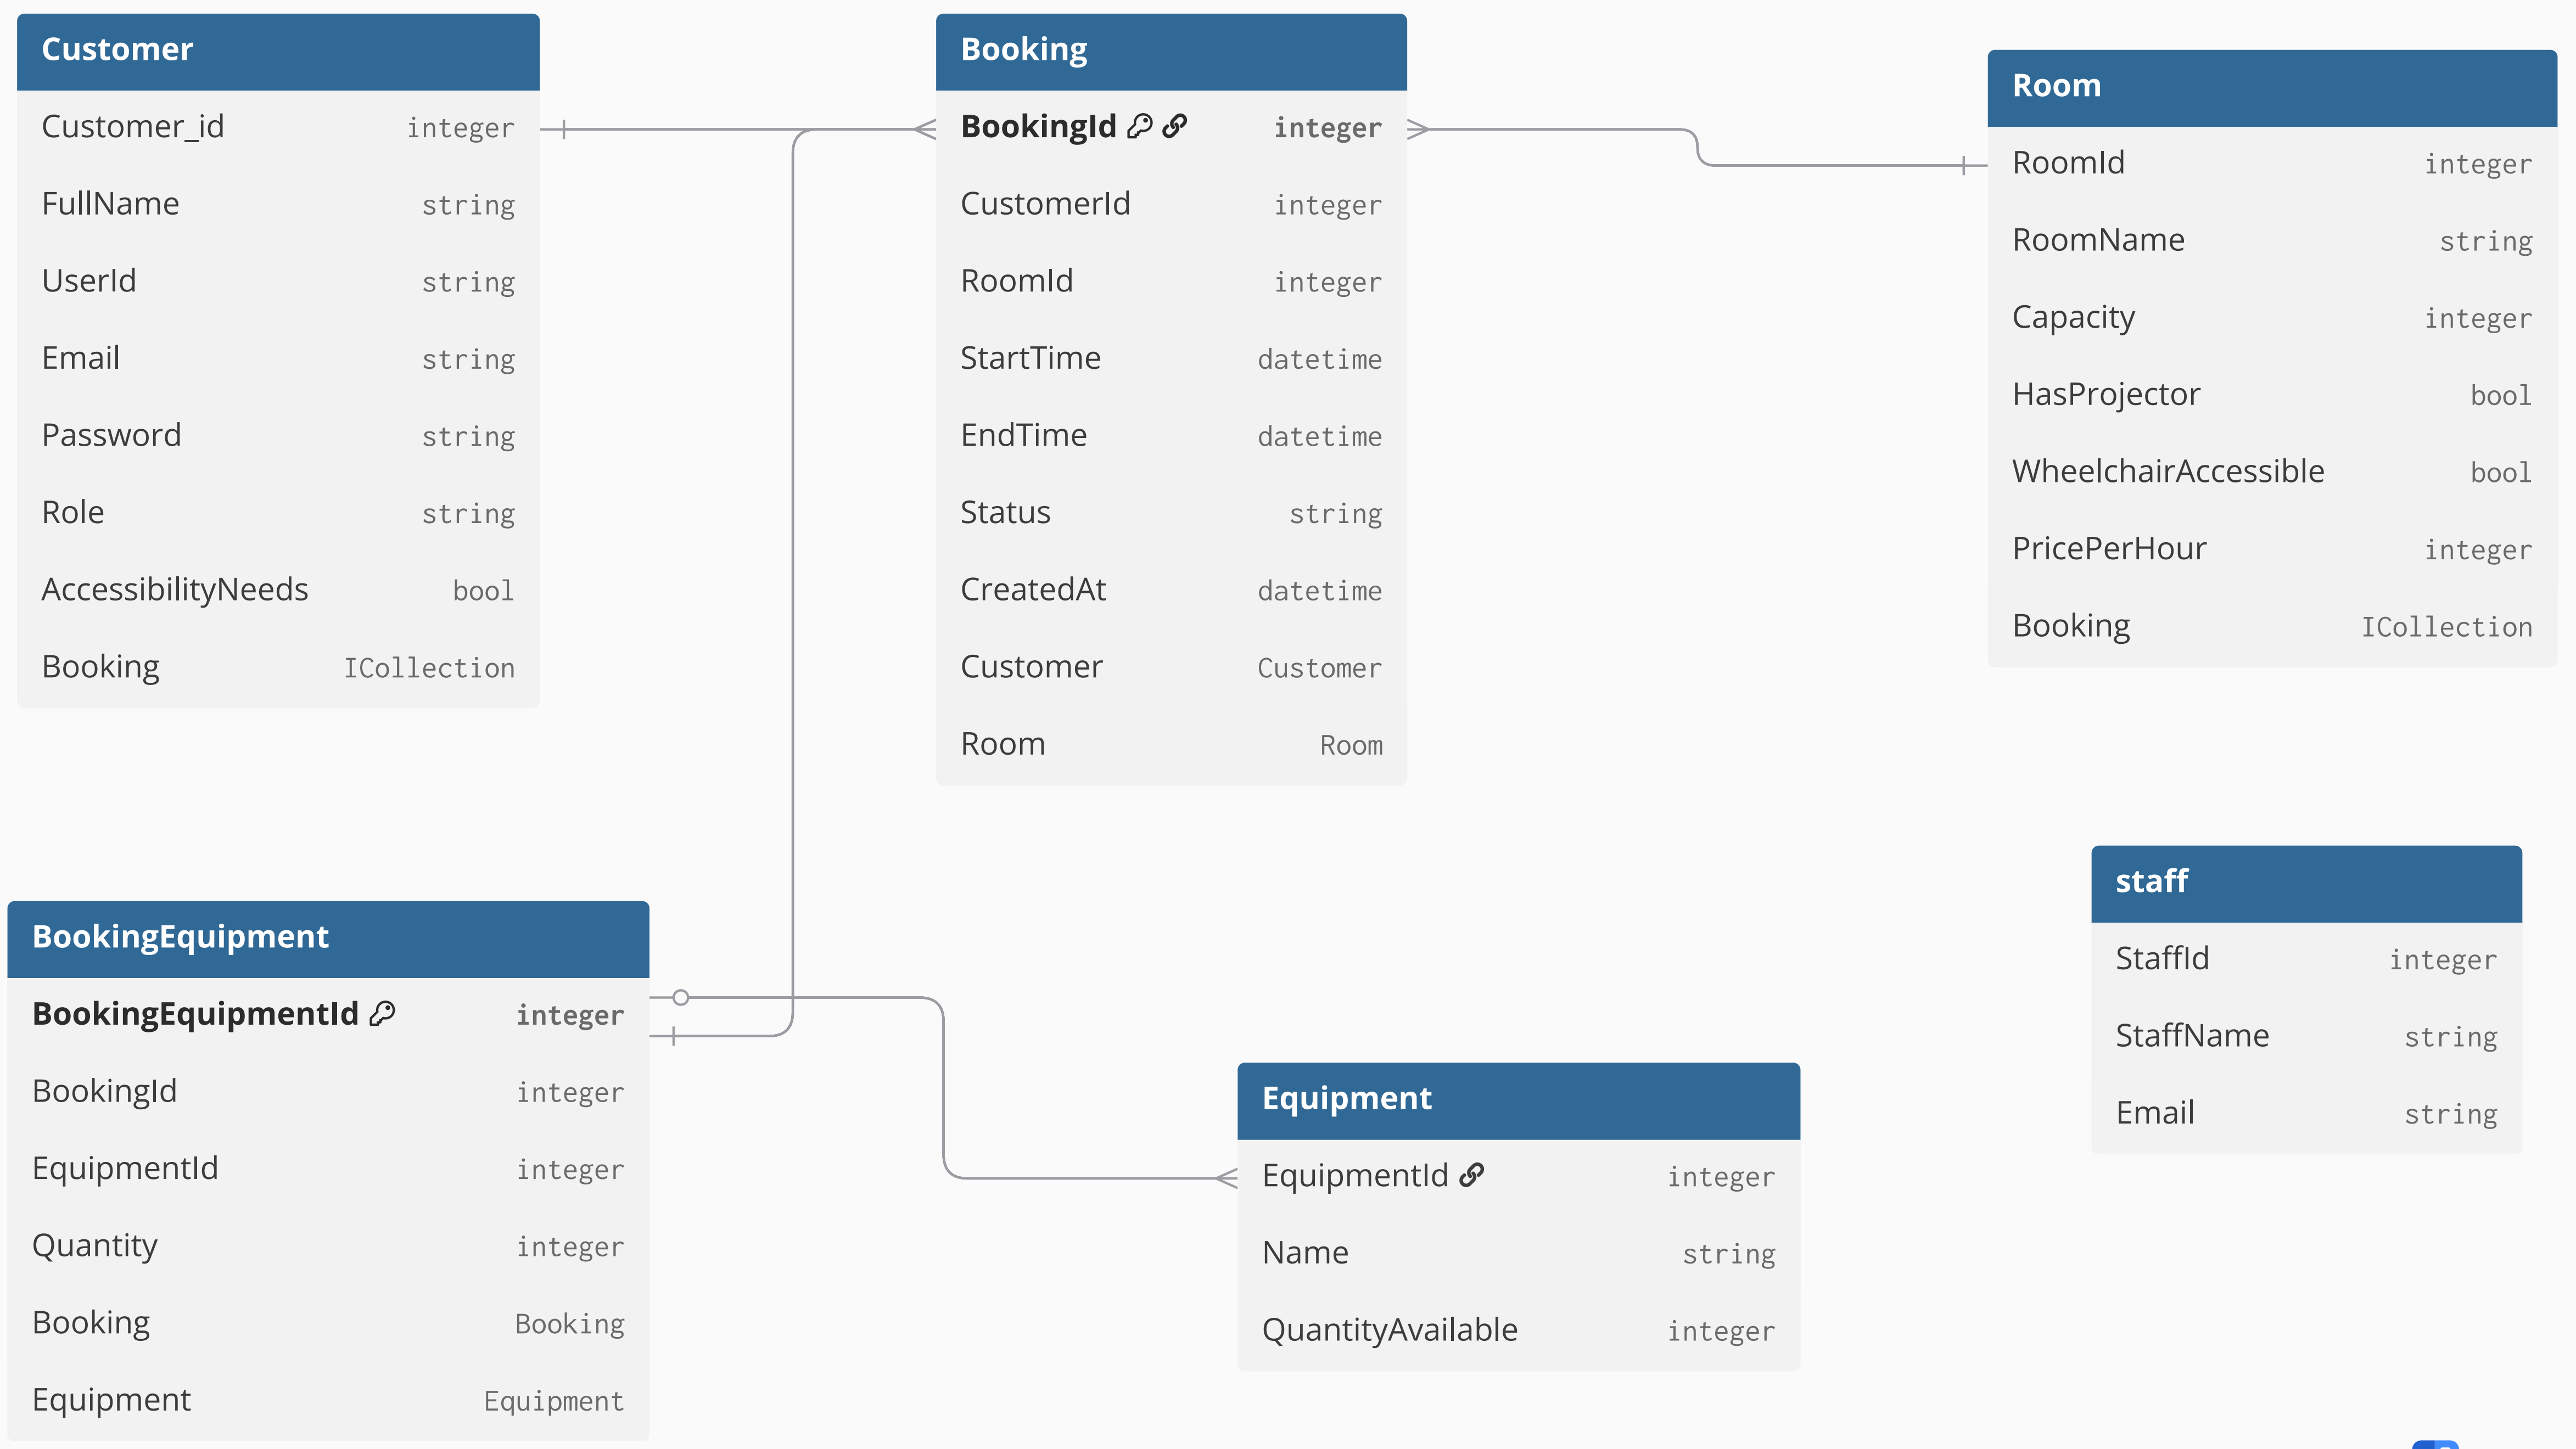 Customer
Customer_id integer
FullName string
UserId string
Email string
Password string
Role string
AccessibilityNeeds bool
Booking ICollection
Booking
BookingId integer
CustomerId integer
RoomId integer
StartTime datetime
EndTime datetime
Status string
CreatedAt datetime
Customer Customer
Room Room
Room
RoomId integer
RoomName string
Capacity integer
HasProjector bool
WheelchairAccessible bool
PricePerHour integer
Booking ICollection
BookingEquipment
BookingEquipmentId integer
BookingId integer
EquipmentId integer
Quantity integer
Booking Booking
Equipment Equipment
Equipment
EquipmentId integer
Name string
QuantityAvailable integer
staff
StaffId integer
StaffName string
Email string